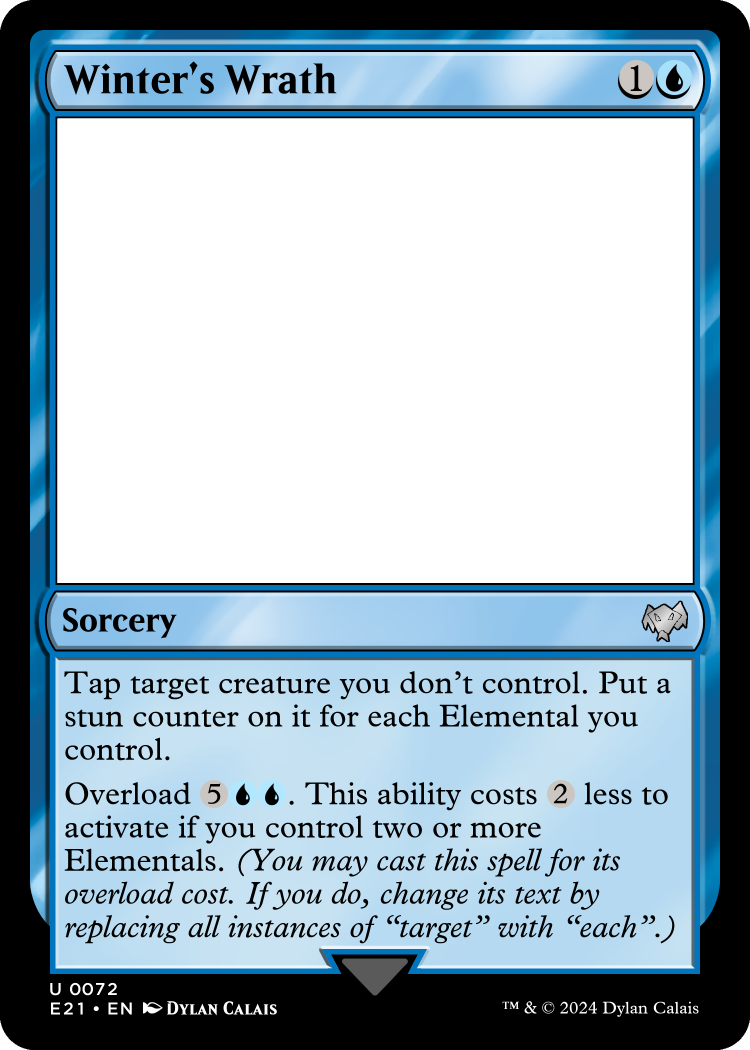 Winter's Wrath 1
Sorcery
Tap target creature you don't control. Put a
stun counter on it for each Elemental you
control.
Overload 5 . This ability costs 2 less to
activate if you control two or more
Elementals. (You may cast this spell for its
overload cost. If you do, change its text by
replacing all instances of “target” with “each”.)
U 0072
E21 • EN Dylan Calais
™ & © 2024 Dylan Calais